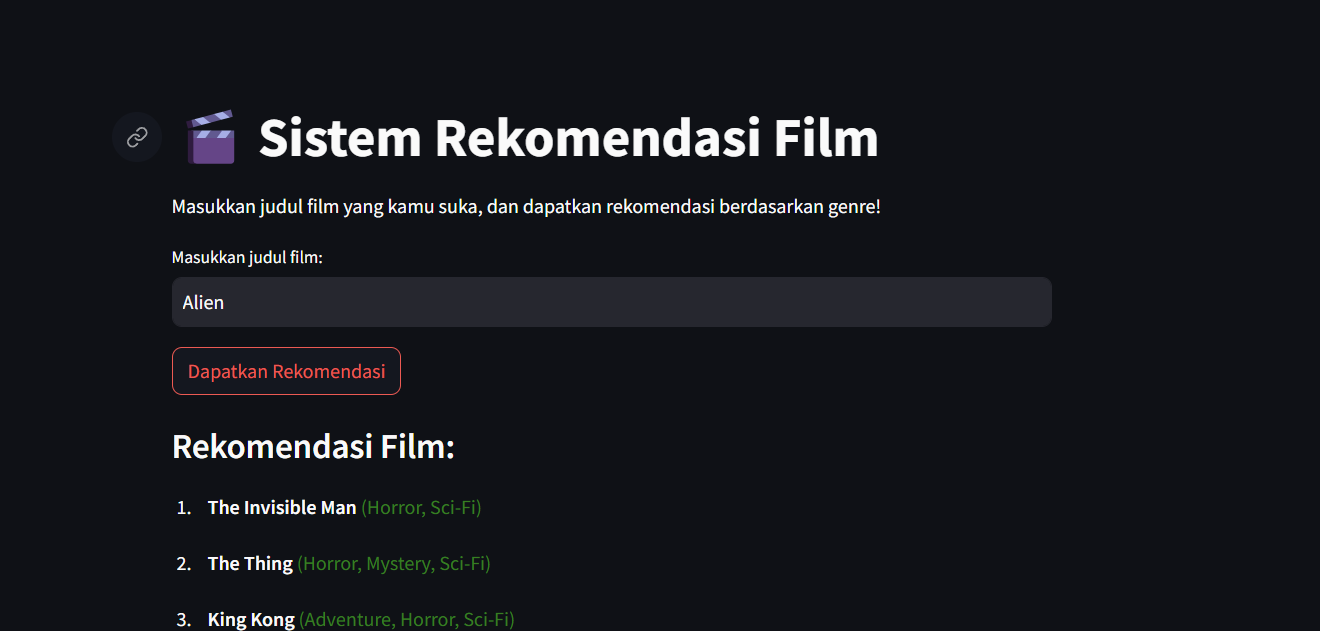 Sistem Rekomendasi Film
Masukkan judul film yang kamu suka, dan dapatkan rekomendasi berdasarkan genre!
Masukkan judul film:
Alien
Dapatkan Rekomendasi
Rekomendasi Film:
1. The Invisible Man (Horror, Sci-Fi)
2. The Thing (Horror, Mystery, Sci-Fi)
3. King Kong (Adventure, Horror, Sci-Fi)